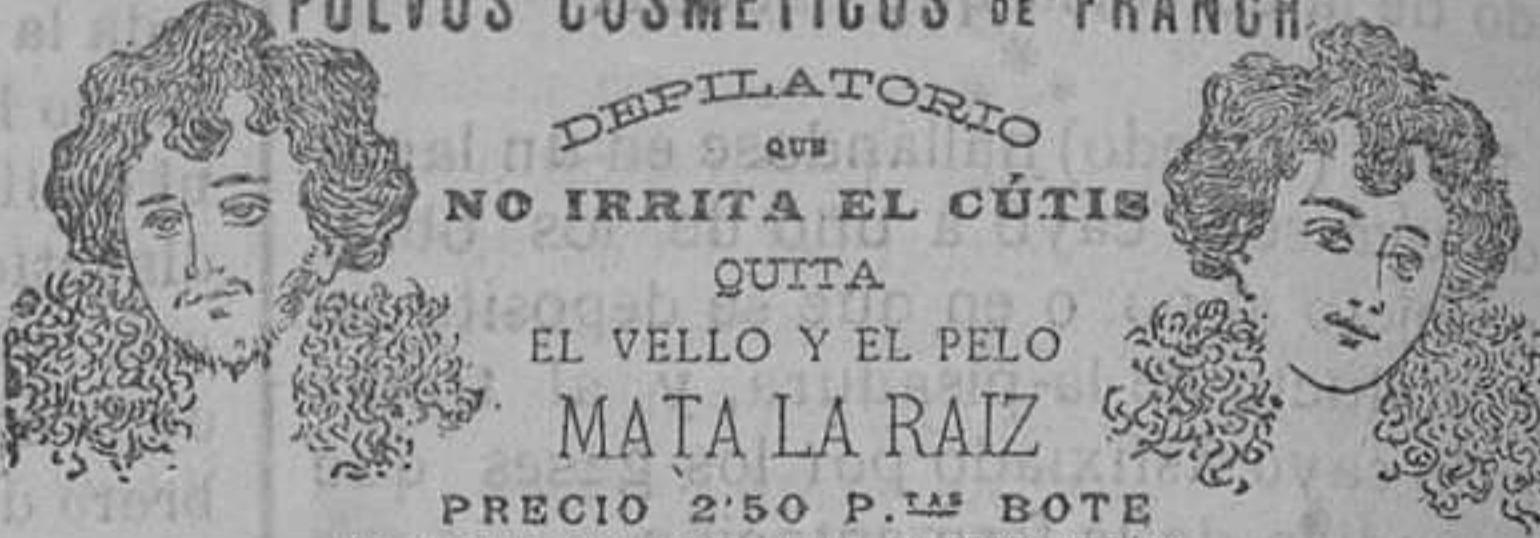 POLVOS COSMÉTICOS DE FRANCH
DEPILATORIO
QUE
NO IRRITA EL CÚTIS
QUITA
EL VELLO Y EL PELO
MATA LA RAIZ
PRECIO 2'50 P.TAS BOTE